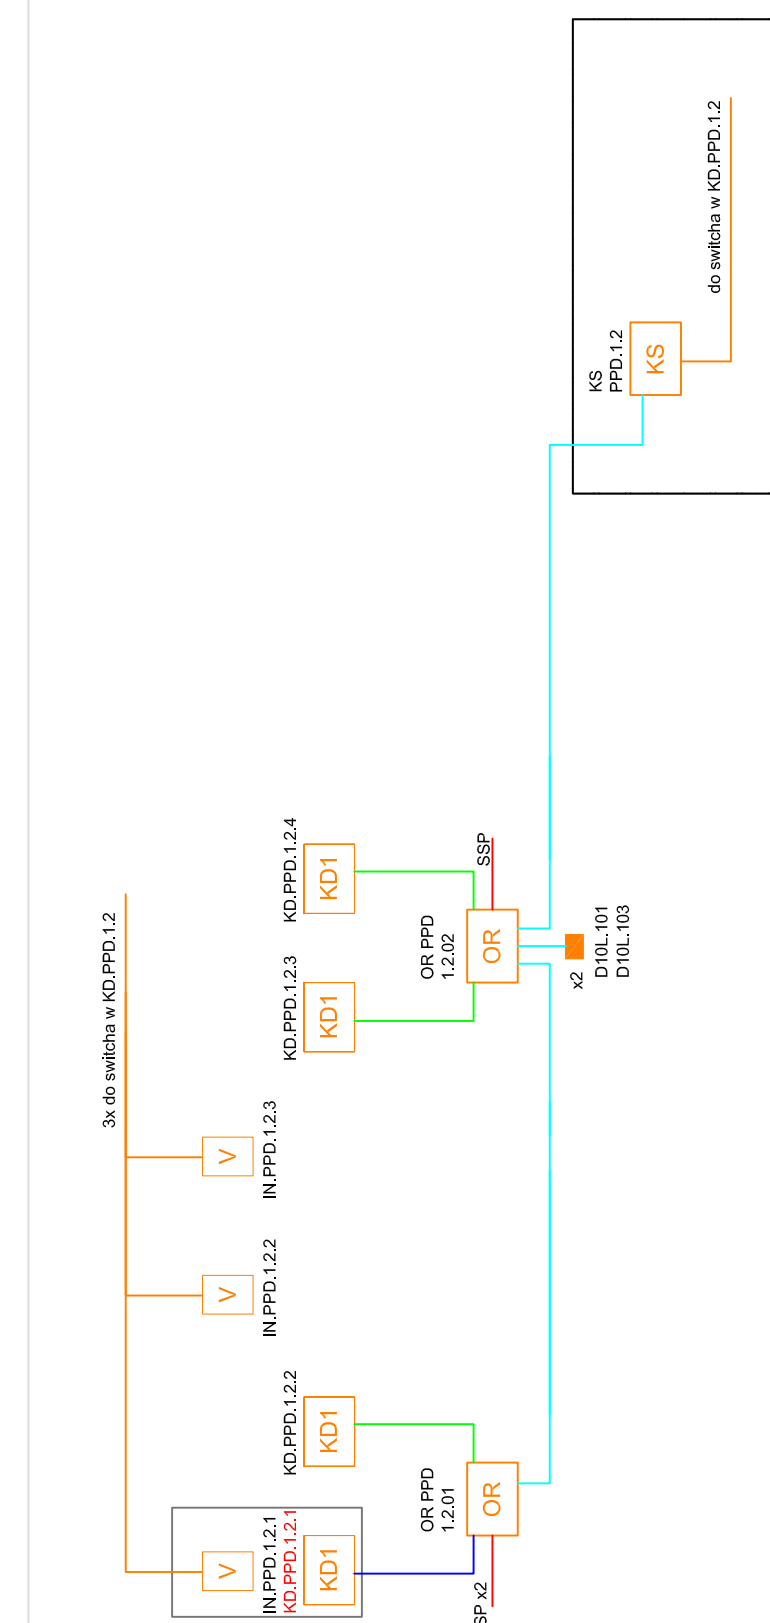 do switcha w KD.PPD.1.2
KS
PPD.1.2
KS
KD.PPD.1.2.4
KD1
SSP
OR PPD
1.2.02
OR
x2
D10L.101
D10L.103
KD.PPD.1.2.3
KD1
3x do switcha w KD.PPD.1.2
V
IN.PPD.1.2.3
V
IN.PPD.1.2.2
KD.PPD.1.2.2
KD1
OR PPD
1.2.01
OR
V
IN.PPD.1.2.1
KD.PPD.1.2.1
KD1
SP x2